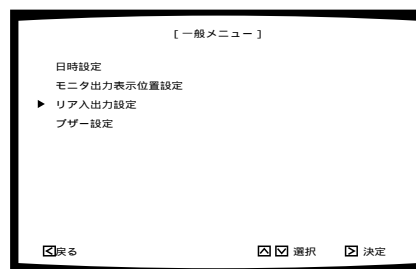 [一般メニュー]
日時設定
モニタ出力表示位置設定
▶ リア入出力設定
ブザー設定
戻る 選択 決定